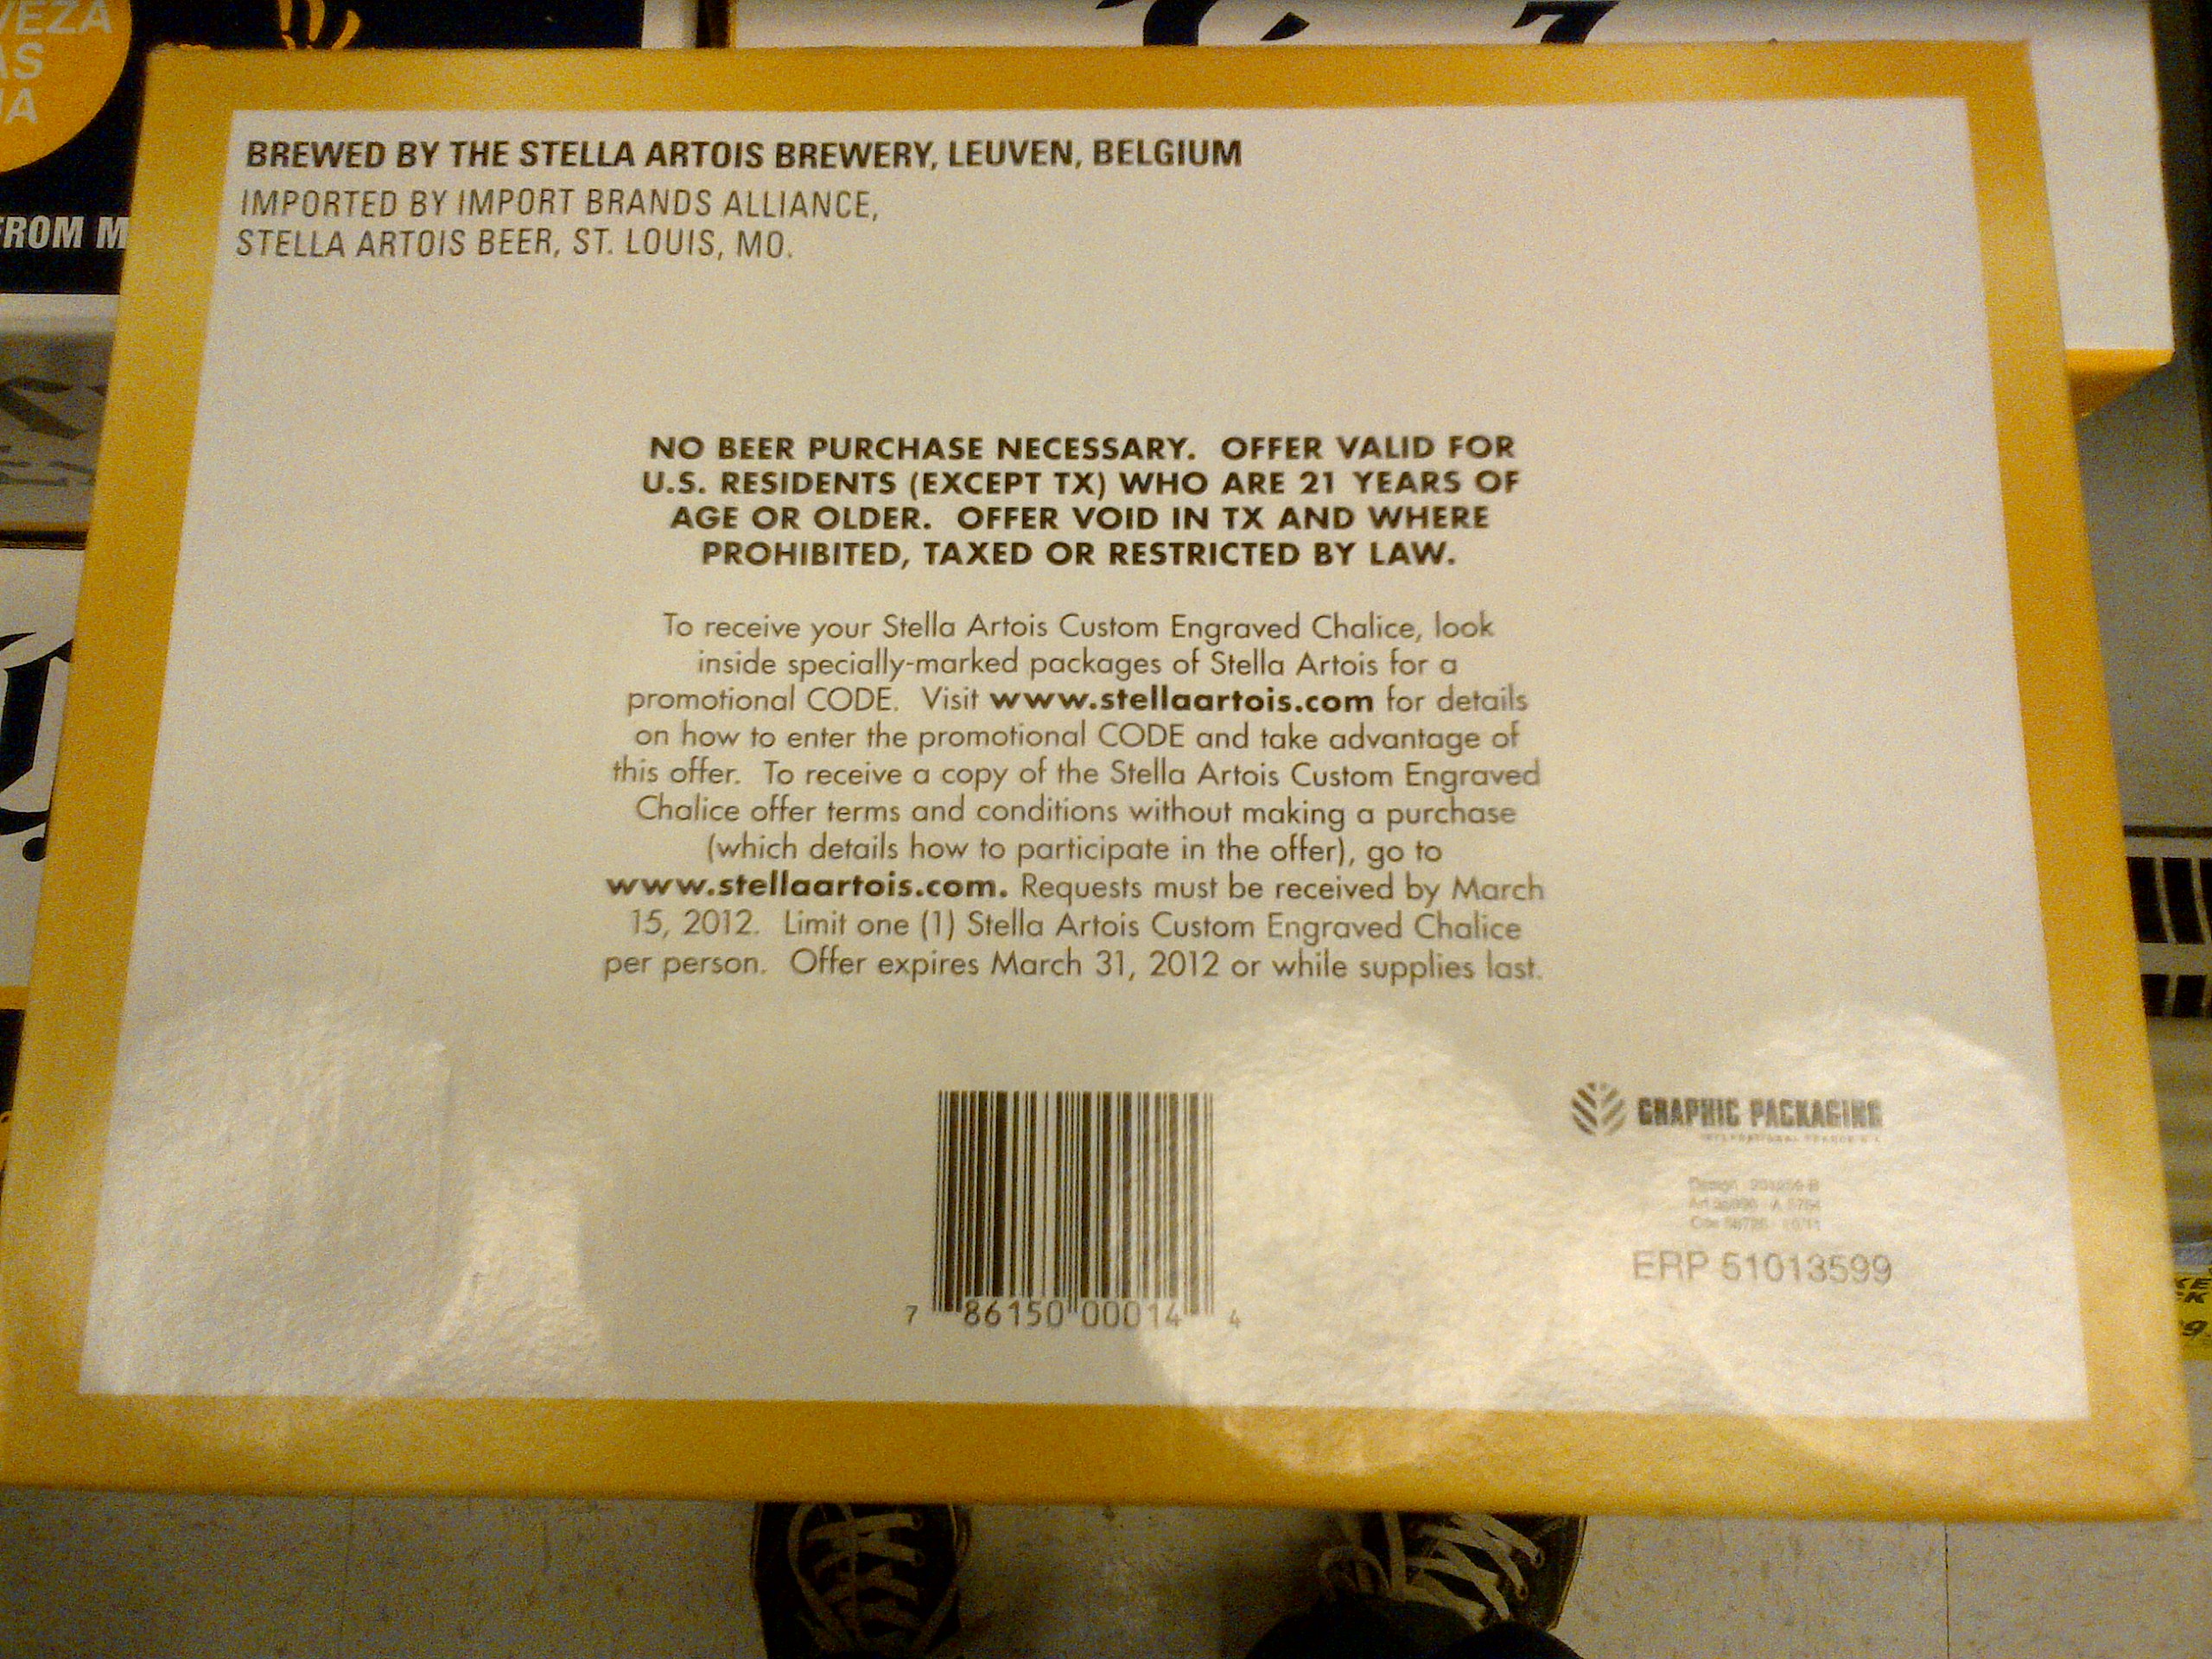 VEZA
AS
IA
FROM M
BREWED BY THE STELLA ARTOIS BREWERY, LEUVEN, BELGIUM
IMPORTED BY IMPORT BRANDS ALLIANCE,
STELLA ARTOIS BEER, ST. LOUIS, MO.
NO BEER PURCHASE NECESSARY. OFFER VALID FOR
U.S. RESIDENTS (EXCEPT TX) WHO ARE 21 YEARS OF
AGE OR OLDER. OFFER VOID IN TX AND WHERE
PROHIBITED, TAXED OR RESTRICTED BY LAW.
To receive your Stella Artois Custom Engraved Chalice, look
inside specially-marked packages of Stella Artois for a
promotional CODE. Visit www.stellaartois.com for details
on how to enter the promotional CODE and take advantage of
this offer. To receive a copy of the Stella Artois Custom Engraved
Chalice offer terms and conditions without making a purchase
(which details how to participate in the offer), go to
www.stellaartois.com. Requests must be received by March
15, 2012. Limit one (1) Stella Artois Custom Engraved Chalice
per person. Offer expires March 31, 2012 or while supplies last.
GRAPHIC PACKAGING
Design
ERP 51013599
7 86150 00014 4